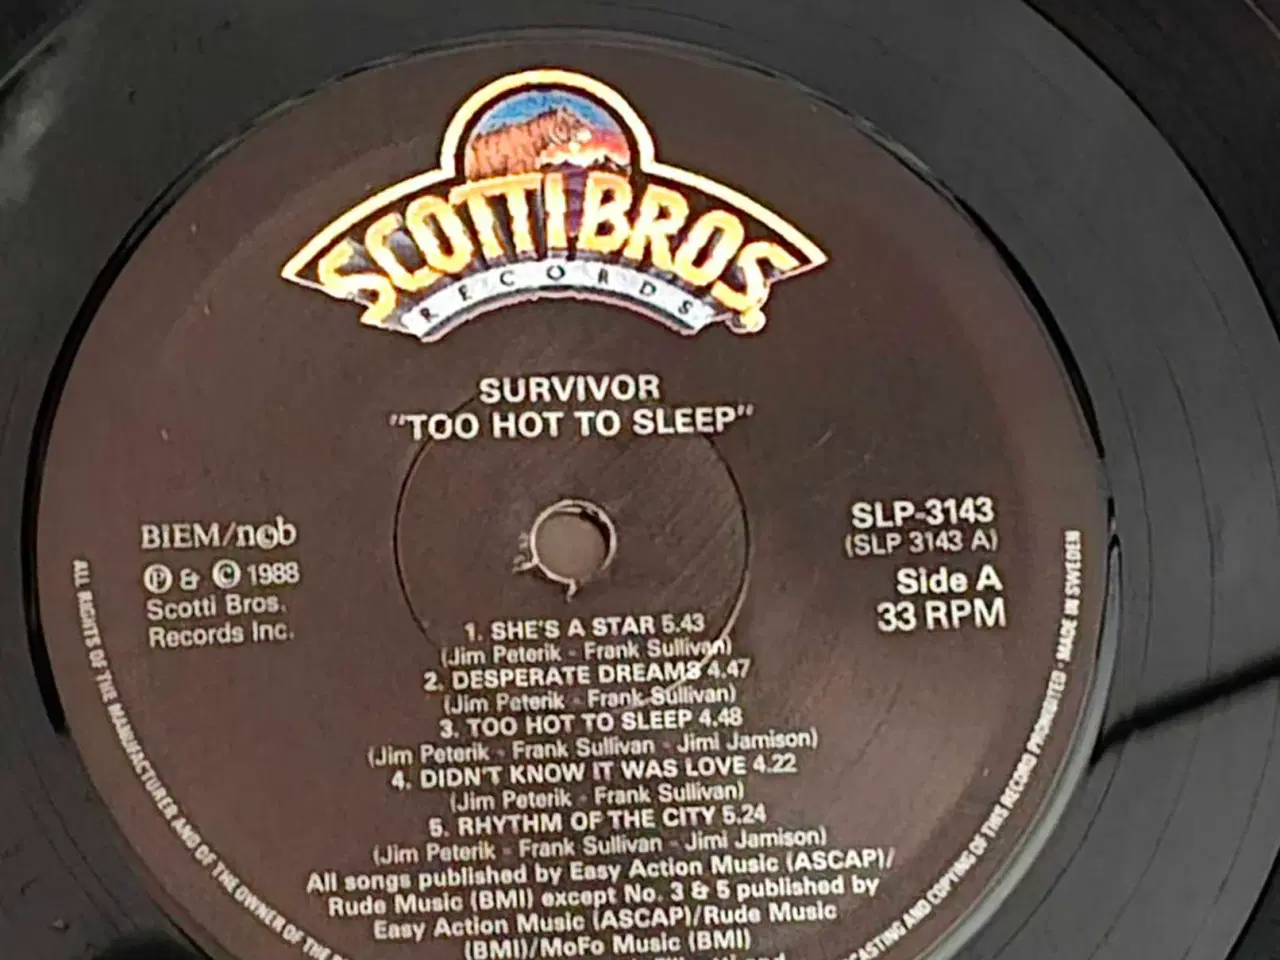 SCOTTI BROS
RECORDS
SURVIVOR
"TOO HOT TO SLEEP"
BIEM/ncb
Ⓟ & © 1988
Scotti Bros.
Records Inc.
SLP-3143
(SLP 3143 A)
Side A
33 RPM
1. SHE'S A STAR 5.43
(Jim Peterik - Frank Sullivan)
2. DESPERATE DREAMS 4.47
(Jim Peterik - Frank Sullivan)
3. TOO HOT TO SLEEP 4.48
(Jim Peterik - Frank Sullivan - Jimi Jamison)
4. DIDN'T KNOW IT WAS LOVE 4.22
(Jim Peterik - Frank Sullivan)
5. RHYTHM OF THE CITY 5.24
(Jim Peterik - Frank Sullivan - Jimi Jamison)
All songs published by Easy Action Music (ASCAP)/
Rude Music (BMI) except No. 3 & 5 published by
Easy Action Music (ASCAP)/Rude Music
(BMI)/MoFo Music (BMI)
ALL RIGHTS OF THE MANUFACTURER AND OF THE OWNER OF THE
CASTING AND COPYING OF THIS RECORD PROHIBITED · MADE IN SWEDEN